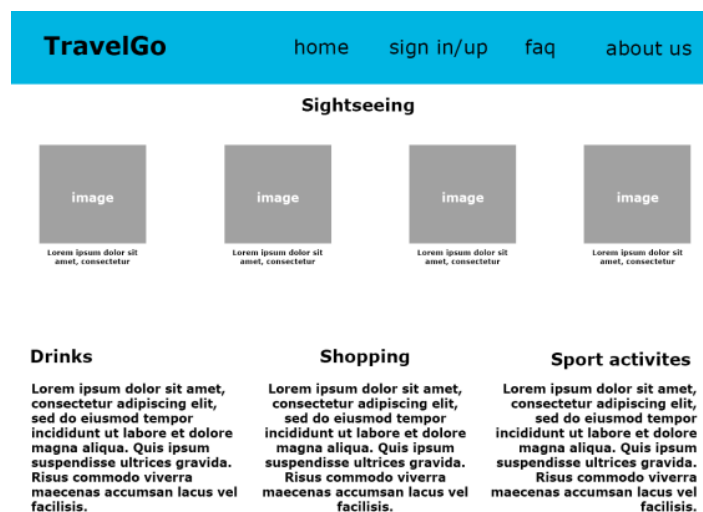 TravelGo home sign in/up faq about us
Sightseeing
image image image image
Lorem ipsum dolor sit
amet, consectetur
Lorem ipsum dolor sit
amet, consectetur
Lorem ipsum dolor sit
amet, consectetur
Lorem ipsum dolor sit
amet, consectetur
Drinks
Lorem ipsum dolor sit amet,
consectetur adipiscing elit,
sed do eiusmod tempor
incididunt ut labore et dolore
magna aliqua. Quis ipsum
suspendisse ultrices gravida.
Risus commodo viverra
maecenas accumsan lacus vel
facilisis.
Shopping
Lorem ipsum dolor sit amet,
consectetur adipiscing elit,
sed do eiusmod tempor
incididunt ut labore et dolore
magna aliqua. Quis ipsum
suspendisse ultrices gravida.
Risus commodo viverra
maecenas accumsan lacus vel
facilisis.
Sport activites
Lorem ipsum dolor sit amet,
consectetur adipiscing elit,
sed do eiusmod tempor
incididunt ut labore et dolore
magna aliqua. Quis ipsum
suspendisse ultrices gravida.
Risus commodo viverra
maecenas accumsan lacus vel
facilisis.